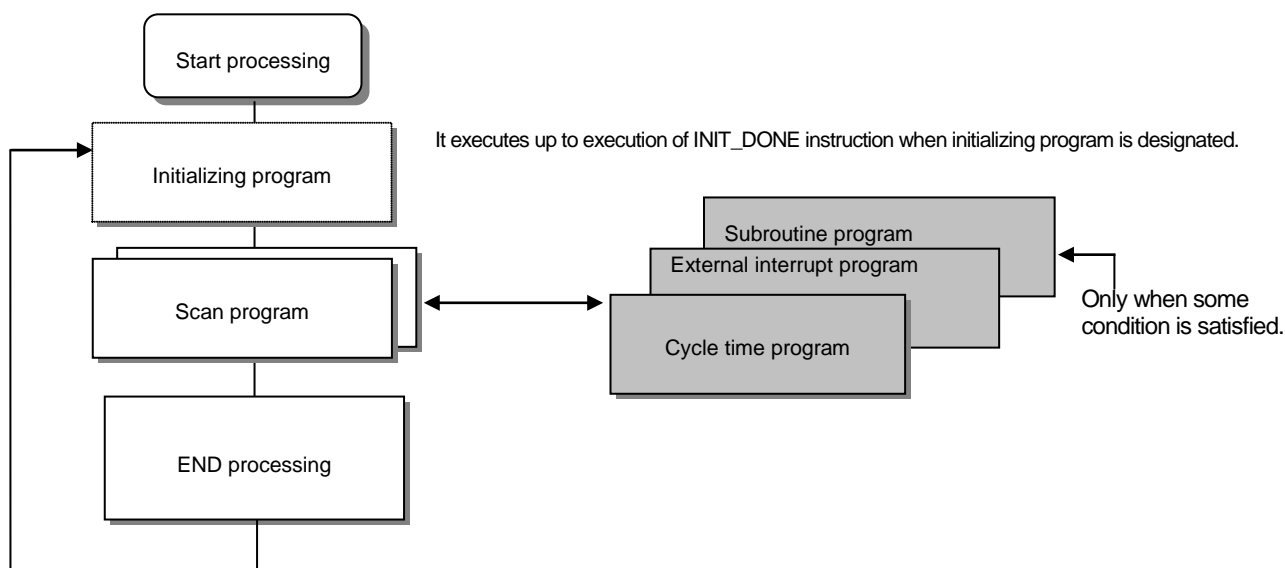 Start processing
It executes up to execution of INIT_DONE instruction when initializing program is designated.
Initializing program
Subroutine program
External interrupt program
Only when some
condition is satisfied.
Scan program
Cycle time program
END processing